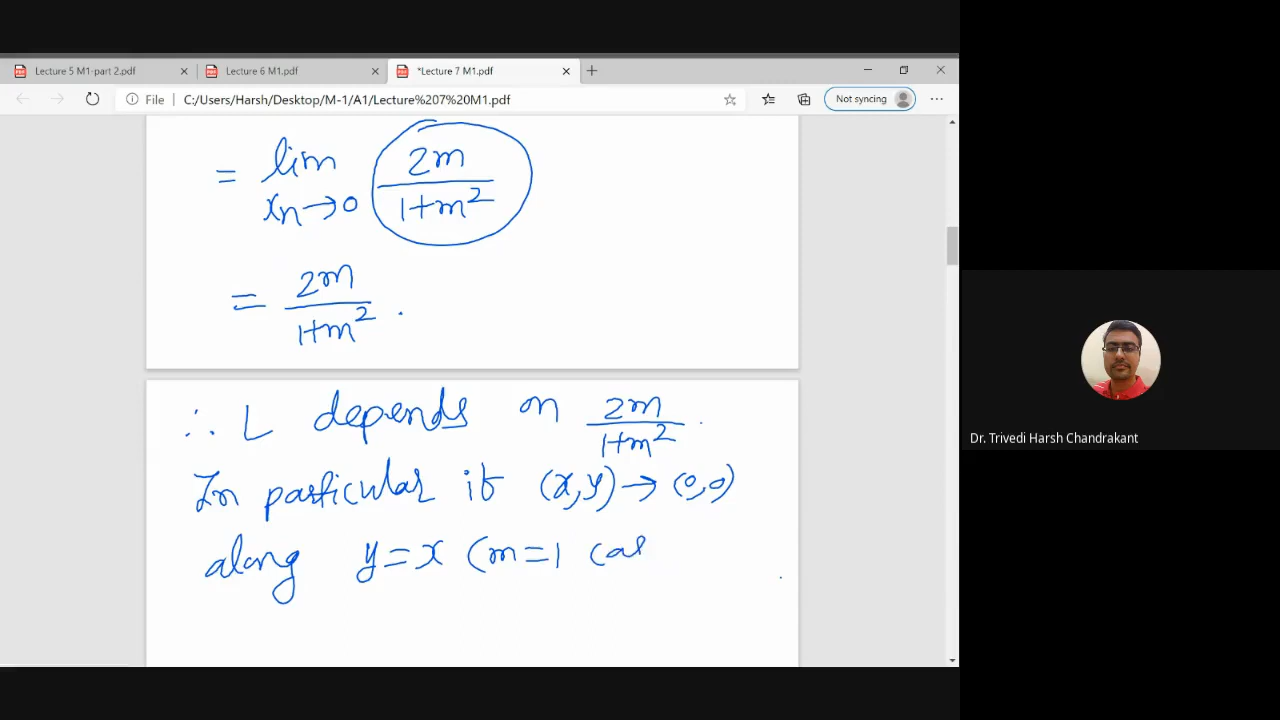 Lecture 5 M1-part 2.pdf
Lecture 6 M1.pdf
*Lecture 7 M1.pdf
File | C:/Users/Harsh/Desktop/M-1/A1/Lecture%207%20M1.pdf
Not syncing
= lim xn→0 2m/1+m²
= 2m/1+m² .
∴ L depends on 2m/1+m² .
In particular if (x,y)→(0,0)
along y=x (m=1 cas
Dr. Trivedi Harsh Chandrakant